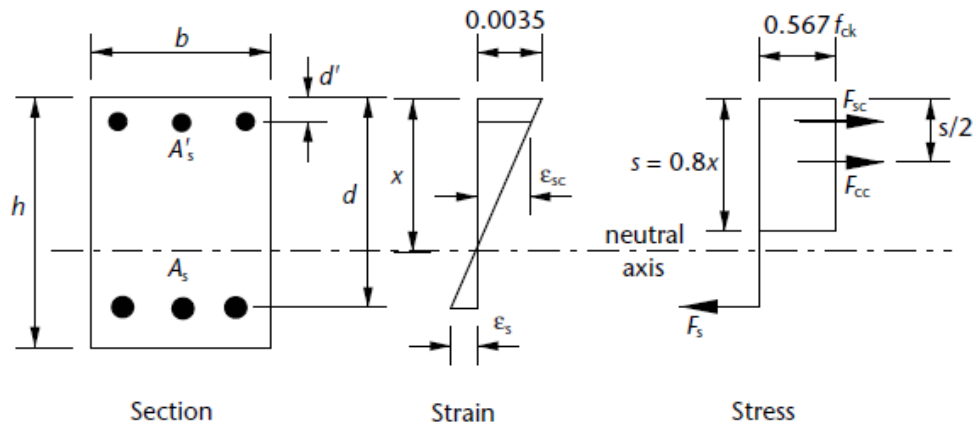 b
d'
h
A's
As
d
Section
0.0035
x
εsc
εs
Strain
0.567 fck
s = 0.8x
Fsc
s/2
Fcc
neutral
axis
Fs
Stress